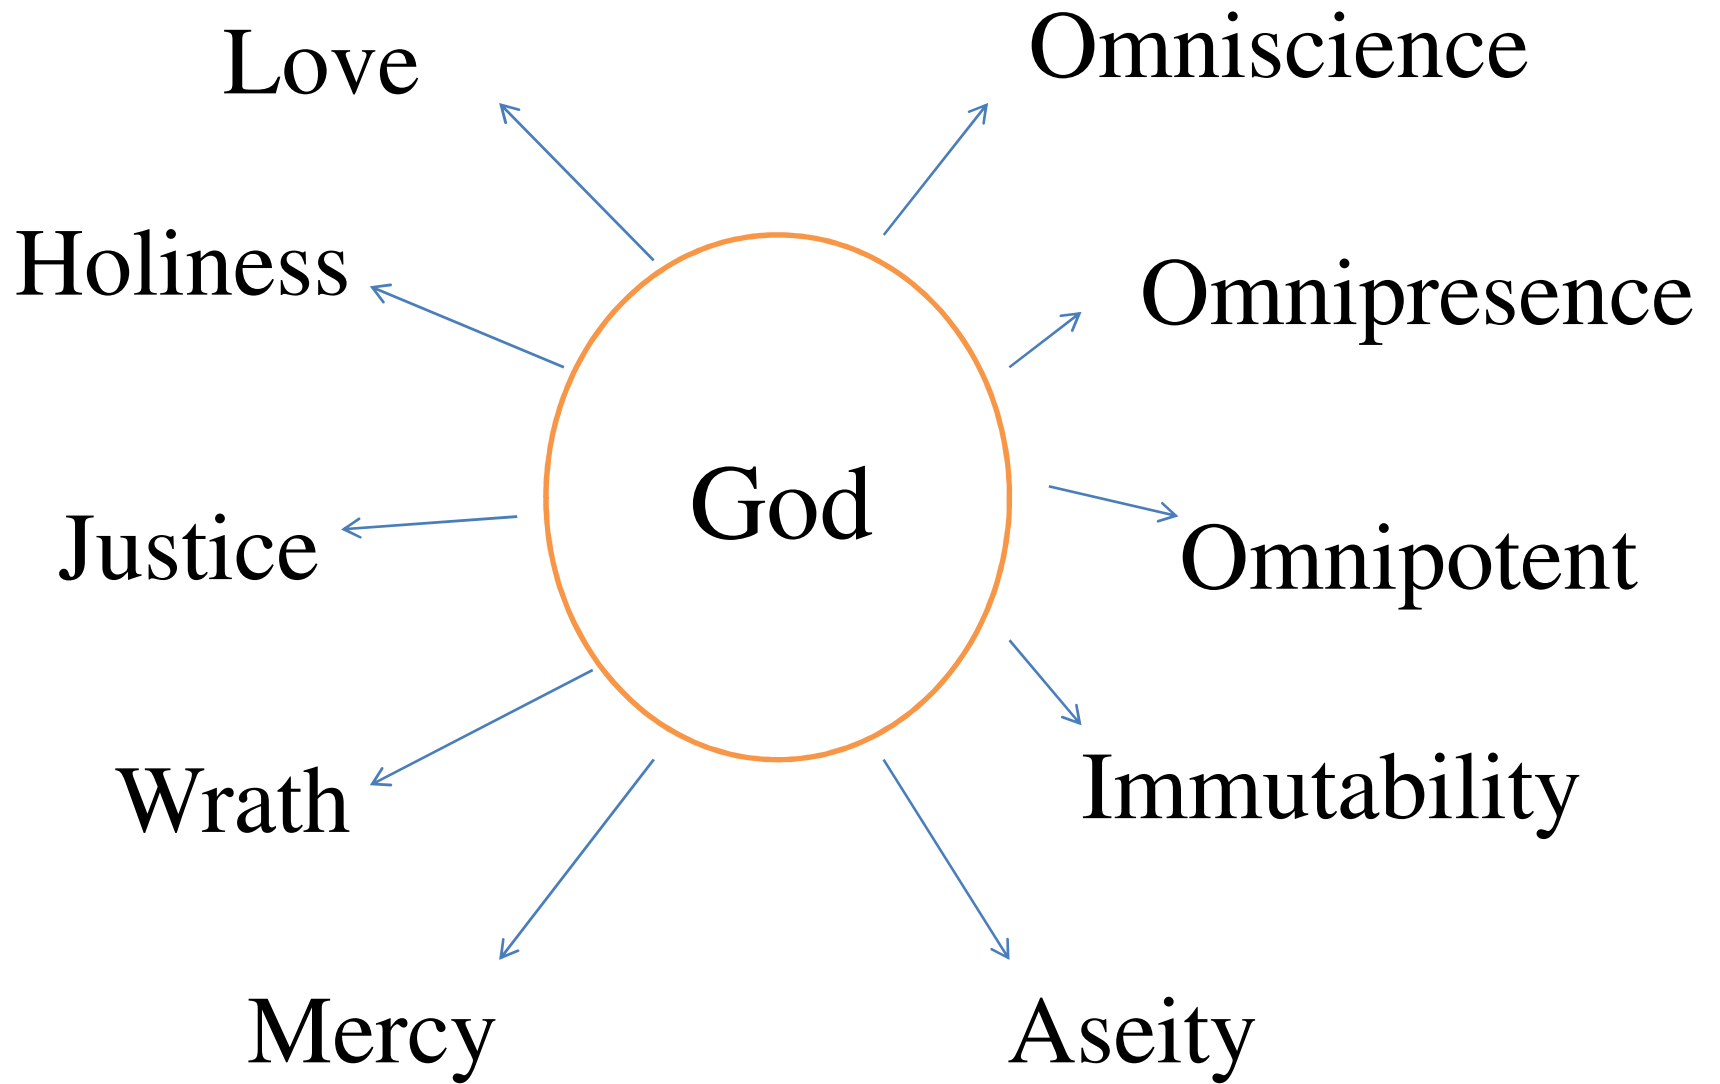 Love
Omniscience
Holiness
Omnipresence
God
Justice
Omnipotent
Wrath
Immutability
Mercy
Aseity